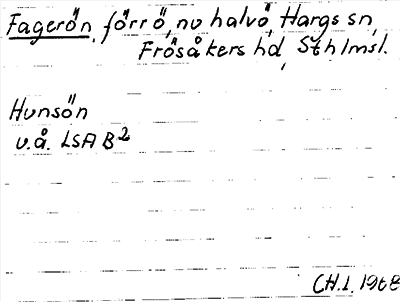 Fagerön, förr ö, nu halvö, Hargs sn,
Frösåkers hd, Sthlmsl.
Hunsön
u.å. LSA B2
CH.L. 1968